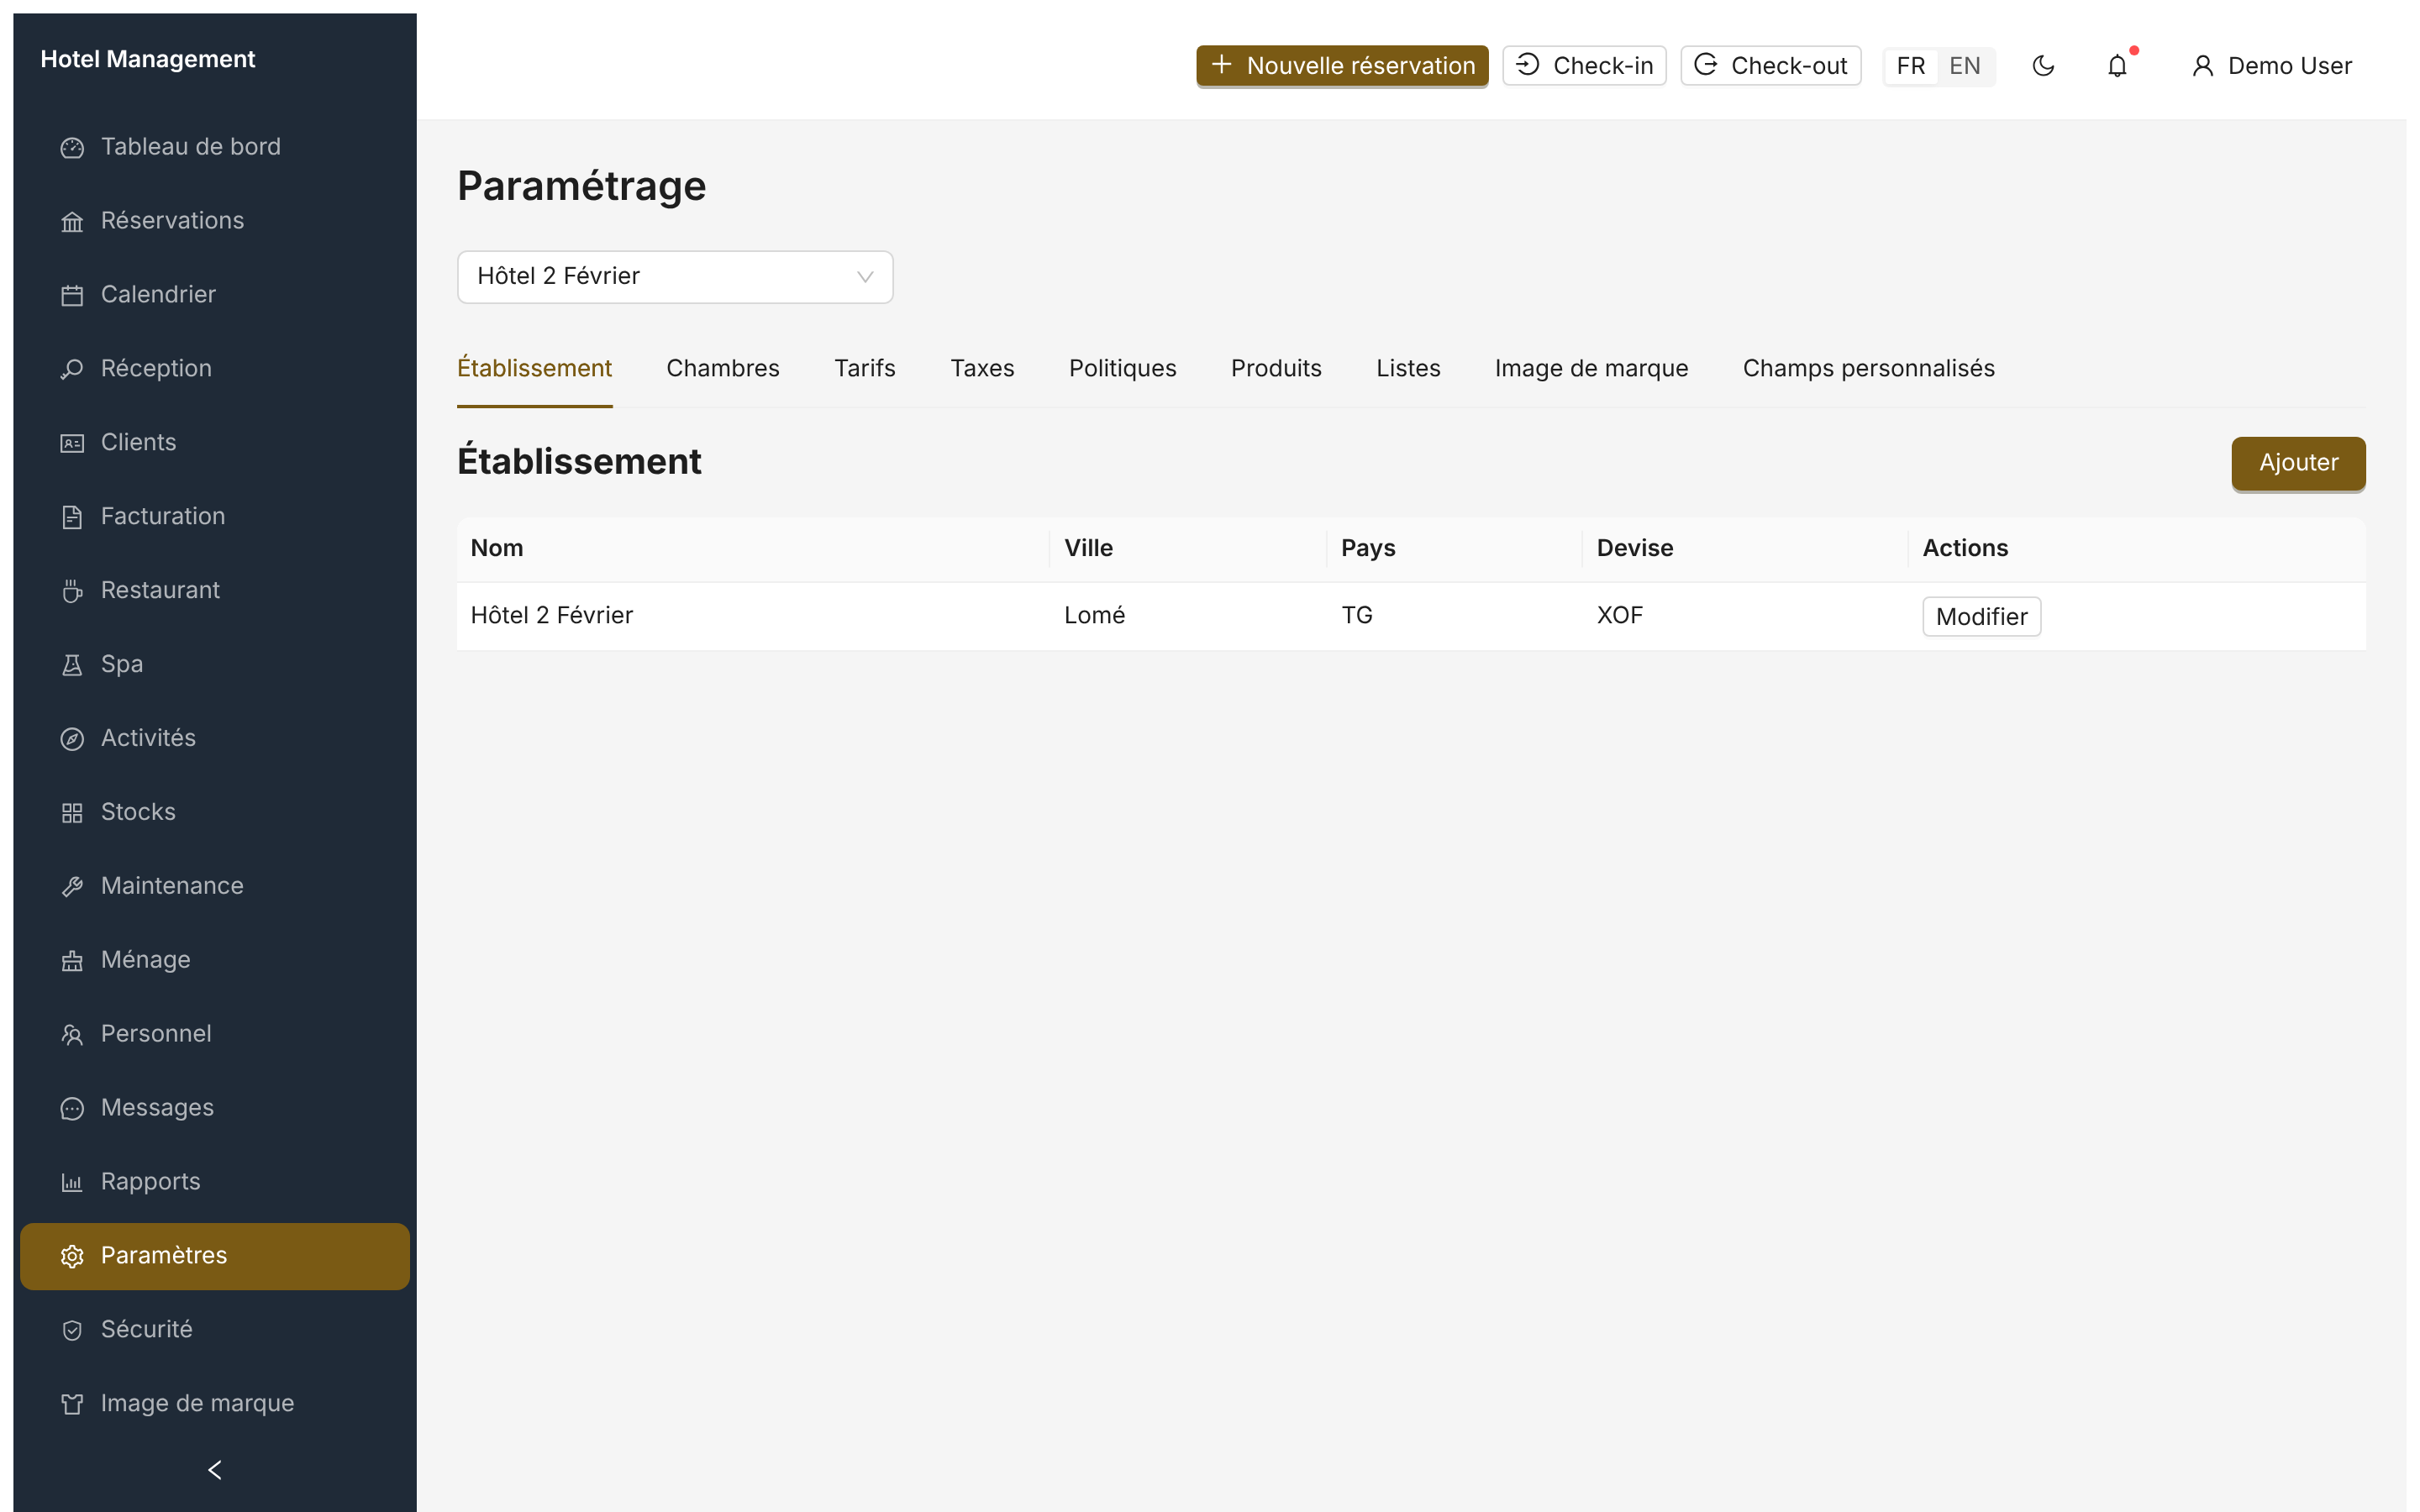 Hotel Management
Nouvelle réservation Check-in Check-out FR EN Demo User
Tableau de bord
Réservations
Calendrier
Réception
Clients
Facturation
Restaurant
Spa
Activités
Stocks
Maintenance
Ménage
Personnel
Messages
Rapports
Paramètres
Sécurité
Image de marque
Paramétrage
Hôtel 2 Février
Établissement Chambres Tarifs Taxes Politiques Produits Listes Image de marque Champs personnalisés
Établissement Ajouter
Nom Ville Pays Devise Actions
Hôtel 2 Février Lomé TG XOF Modifier